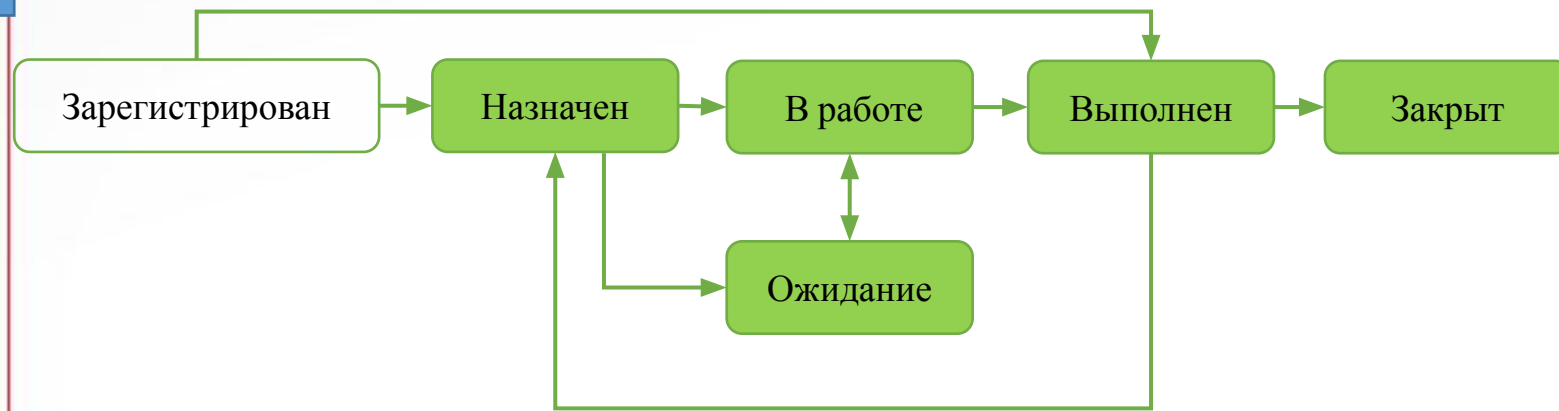 Зарегистрирован
Назначен
В работе
Выполнен
Закрыт
Ожидание